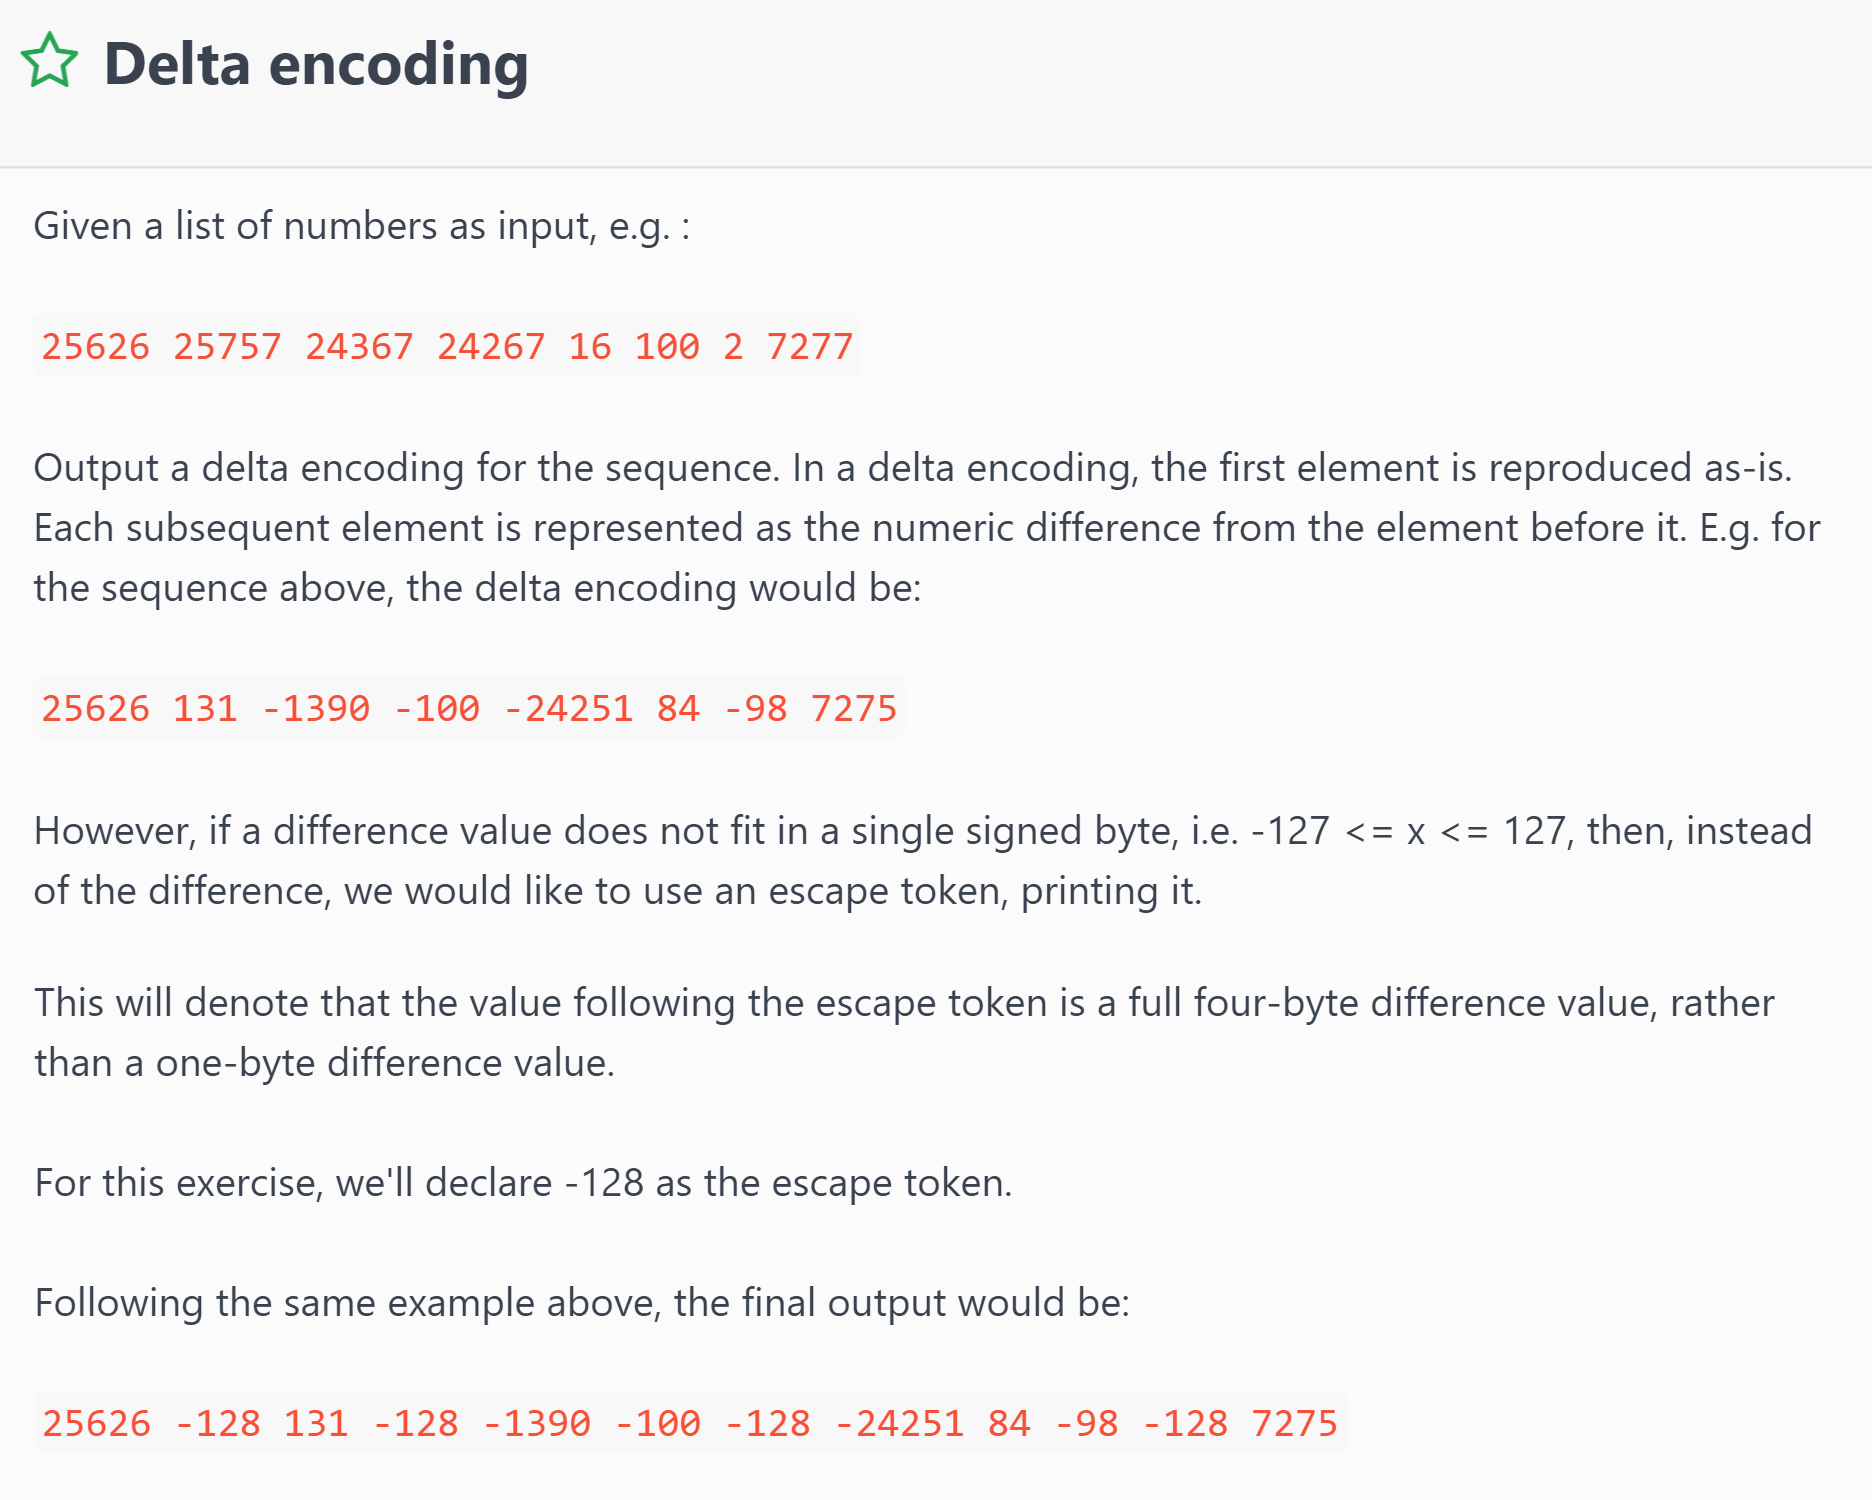 Delta encoding
Given a list of numbers as input, e.g. :
25626 25757 24367 24267 16 100 2 7277
Output a delta encoding for the sequence. In a delta encoding, the first element is reproduced as-is.
Each subsequent element is represented as the numeric difference from the element before it. E.g. for
the sequence above, the delta encoding would be:
25626 131 -1390 -100 -24251 84 -98 7275
However, if a difference value does not fit in a single signed byte, i.e. -127 <= x <= 127, then, instead
of the difference, we would like to use an escape token, printing it.
This will denote that the value following the escape token is a full four-byte difference value, rather
than a one-byte difference value.
For this exercise, we'll declare -128 as the escape token.
Following the same example above, the final output would be:
25626 -128 131 -128 -1390 -100 -128 -24251 84 -98 -128 7275